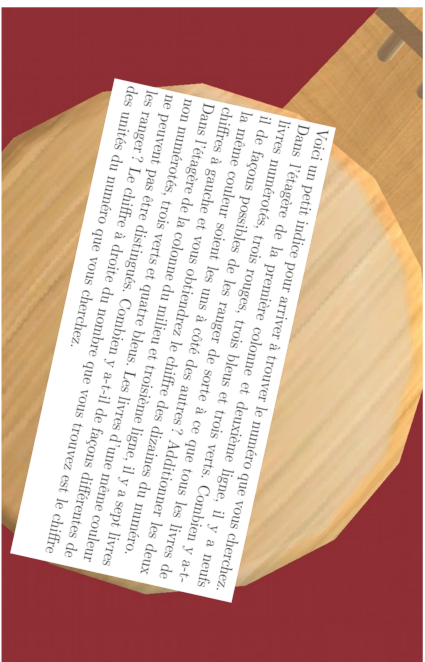 Voici un petit indice pour arriver à trouver le numéro que vous cherchez.
Dans l'étagère de la première colonne et deuxième ligne, il y a neufs
livres numérotés, trois rouges, trois bleus et trois verts. Combien y a-t-
il de façons possibles de les ranger de sorte à ce que tous les livres de
la même couleur soient les uns à côté des autres ? Additionner les deux
chiffres à gauche et vous obtiendrez le chiffre des dizaines du numéro.
Dans l'étagère de la colonne du milieu et troisième ligne, il y a sept livres
non numérotés, trois verts et quatre bleus. Les livres d'une même couleur
ne peuvent pas être distingués. Combien y a-t-il de façons différentes de
les ranger ? Le chiffre à droite du nombre que vous trouvez est le chiffre
des unités du numéro que vous cherchez.